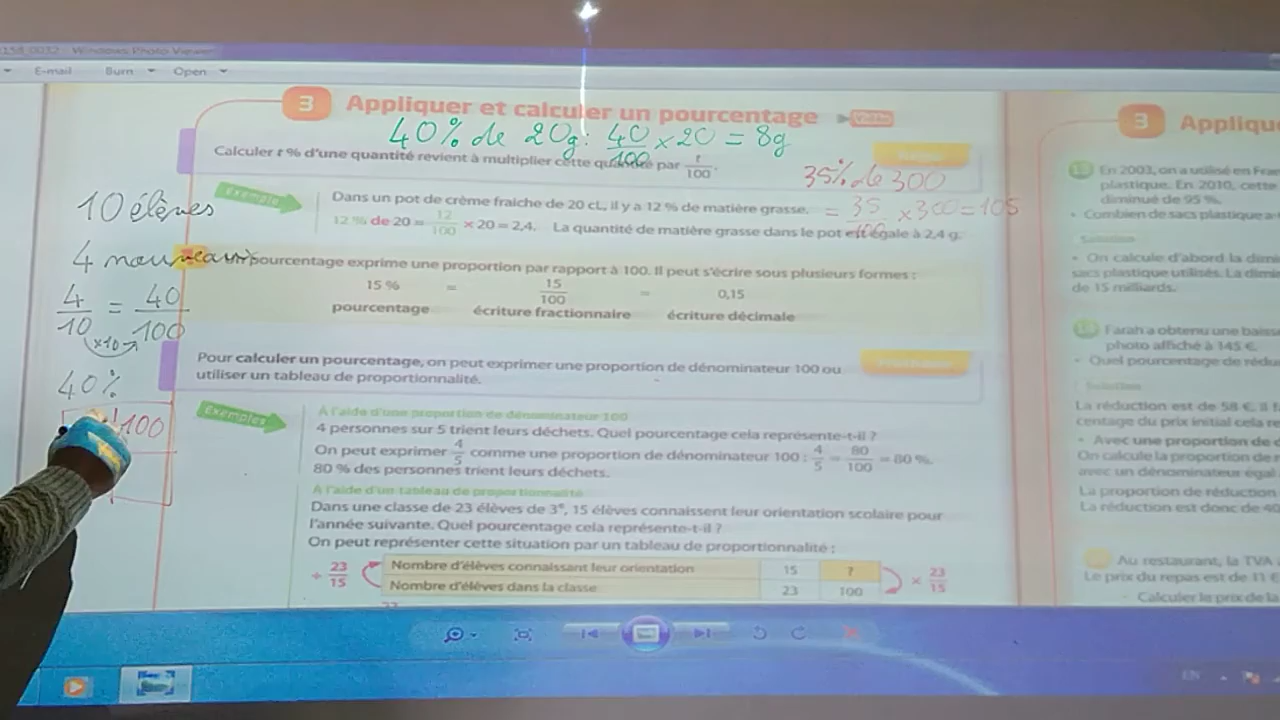 Windows Photo Viewer
E-mail Burn Open
3 Appliquer et calculer un pourcentage
40% de 20g: 40/100 × 20 = 8g
Calculer t % d'une quantité revient à multiplier cette quantité par t/100.
35% de 300
= 35/100 × 300 = 105
Exemple
Dans un pot de crème fraiche de 20 cL, il y a 12 % de matière grasse.
12 % de 20 = 12/100 × 20 = 2,4. La quantité de matière grasse dans le pot est égale à 2,4 g.
10 élèves
4 nouveaux
4/10 = 40/100
×10
40%
100
Un pourcentage exprime une proportion par rapport à 100. Il peut s'écrire sous plusieurs formes :
15 % = 15/100 = 0,15
pourcentage écriture fractionnaire écriture décimale
Pour calculer un pourcentage, on peut exprimer une proportion de dénominateur 100 ou
utiliser un tableau de proportionnalité.
Exemples
À l'aide d'une proportion de dénominateur 100
4 personnes sur 5 trient leurs déchets. Quel pourcentage cela représente-t-il ?
On peut exprimer 4/5 comme une proportion de dénominateur 100 : 4/5 = 80/100 = 80 %.
80 % des personnes trient leurs déchets.
À l'aide d'un tableau de proportionnalité
Dans une classe de 23 élèves de 3e, 15 élèves connaissent leur orientation scolaire pour
l'année suivante. Quel pourcentage cela représente-t-il ?
On peut représenter cette situation par un tableau de proportionnalité :
÷ 23/15
Nombre d'élèves connaissant leur orientation 15 ?
Nombre d'élèves dans la classe 23 100
× 23/15
3 Appliqu
En 2003, on a utilisé en Fra
plastique. En 2010, cette
diminué de 95 %.
• Combien de sacs plastique a-
Solution
• On calcule d'abord la dimi
sacs plastique utilisés. La dimi
de 15 milliards.
Farah a obtenu une baiss
photo affiché à 145 €.
• Quel pourcentage de rédu
Solution
La réduction est de 58 €. Il f
centage du prix initial cela re
• Avec une proportion de d
On calcule la proportion de r
avec un dénominateur égal
La proportion de réduction
La réduction est donc de 40
Au restaurant, la TVA
Le prix du repas est de 11 €
Calculer le prix de la
EN